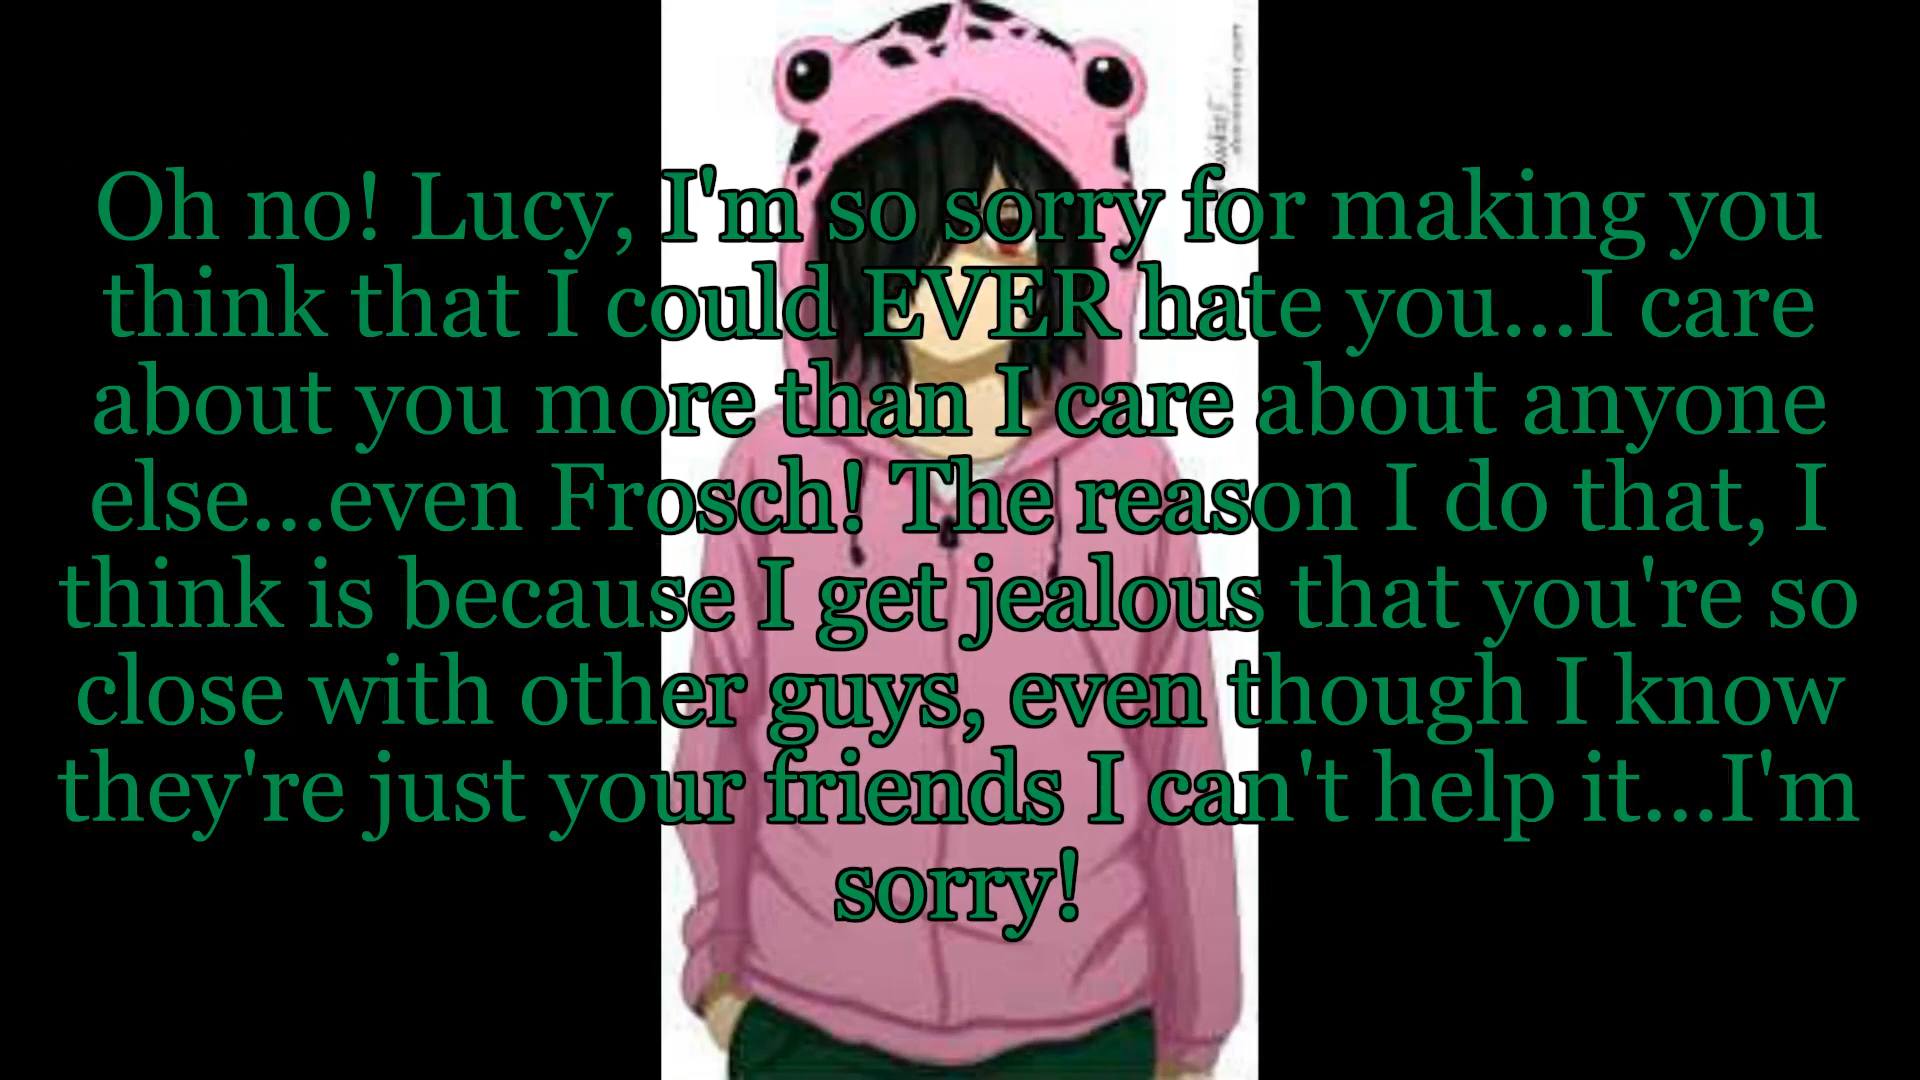 Oh no! Lucy, I'm so sorry for making you
think that I could EVER hate you...I care
about you more than I care about anyone
else...even Frosch! The reason I do that, I
think is because I get jealous that you're so
close with other guys, even though I know
they're just your friends I can't help it...I'm
sorry!